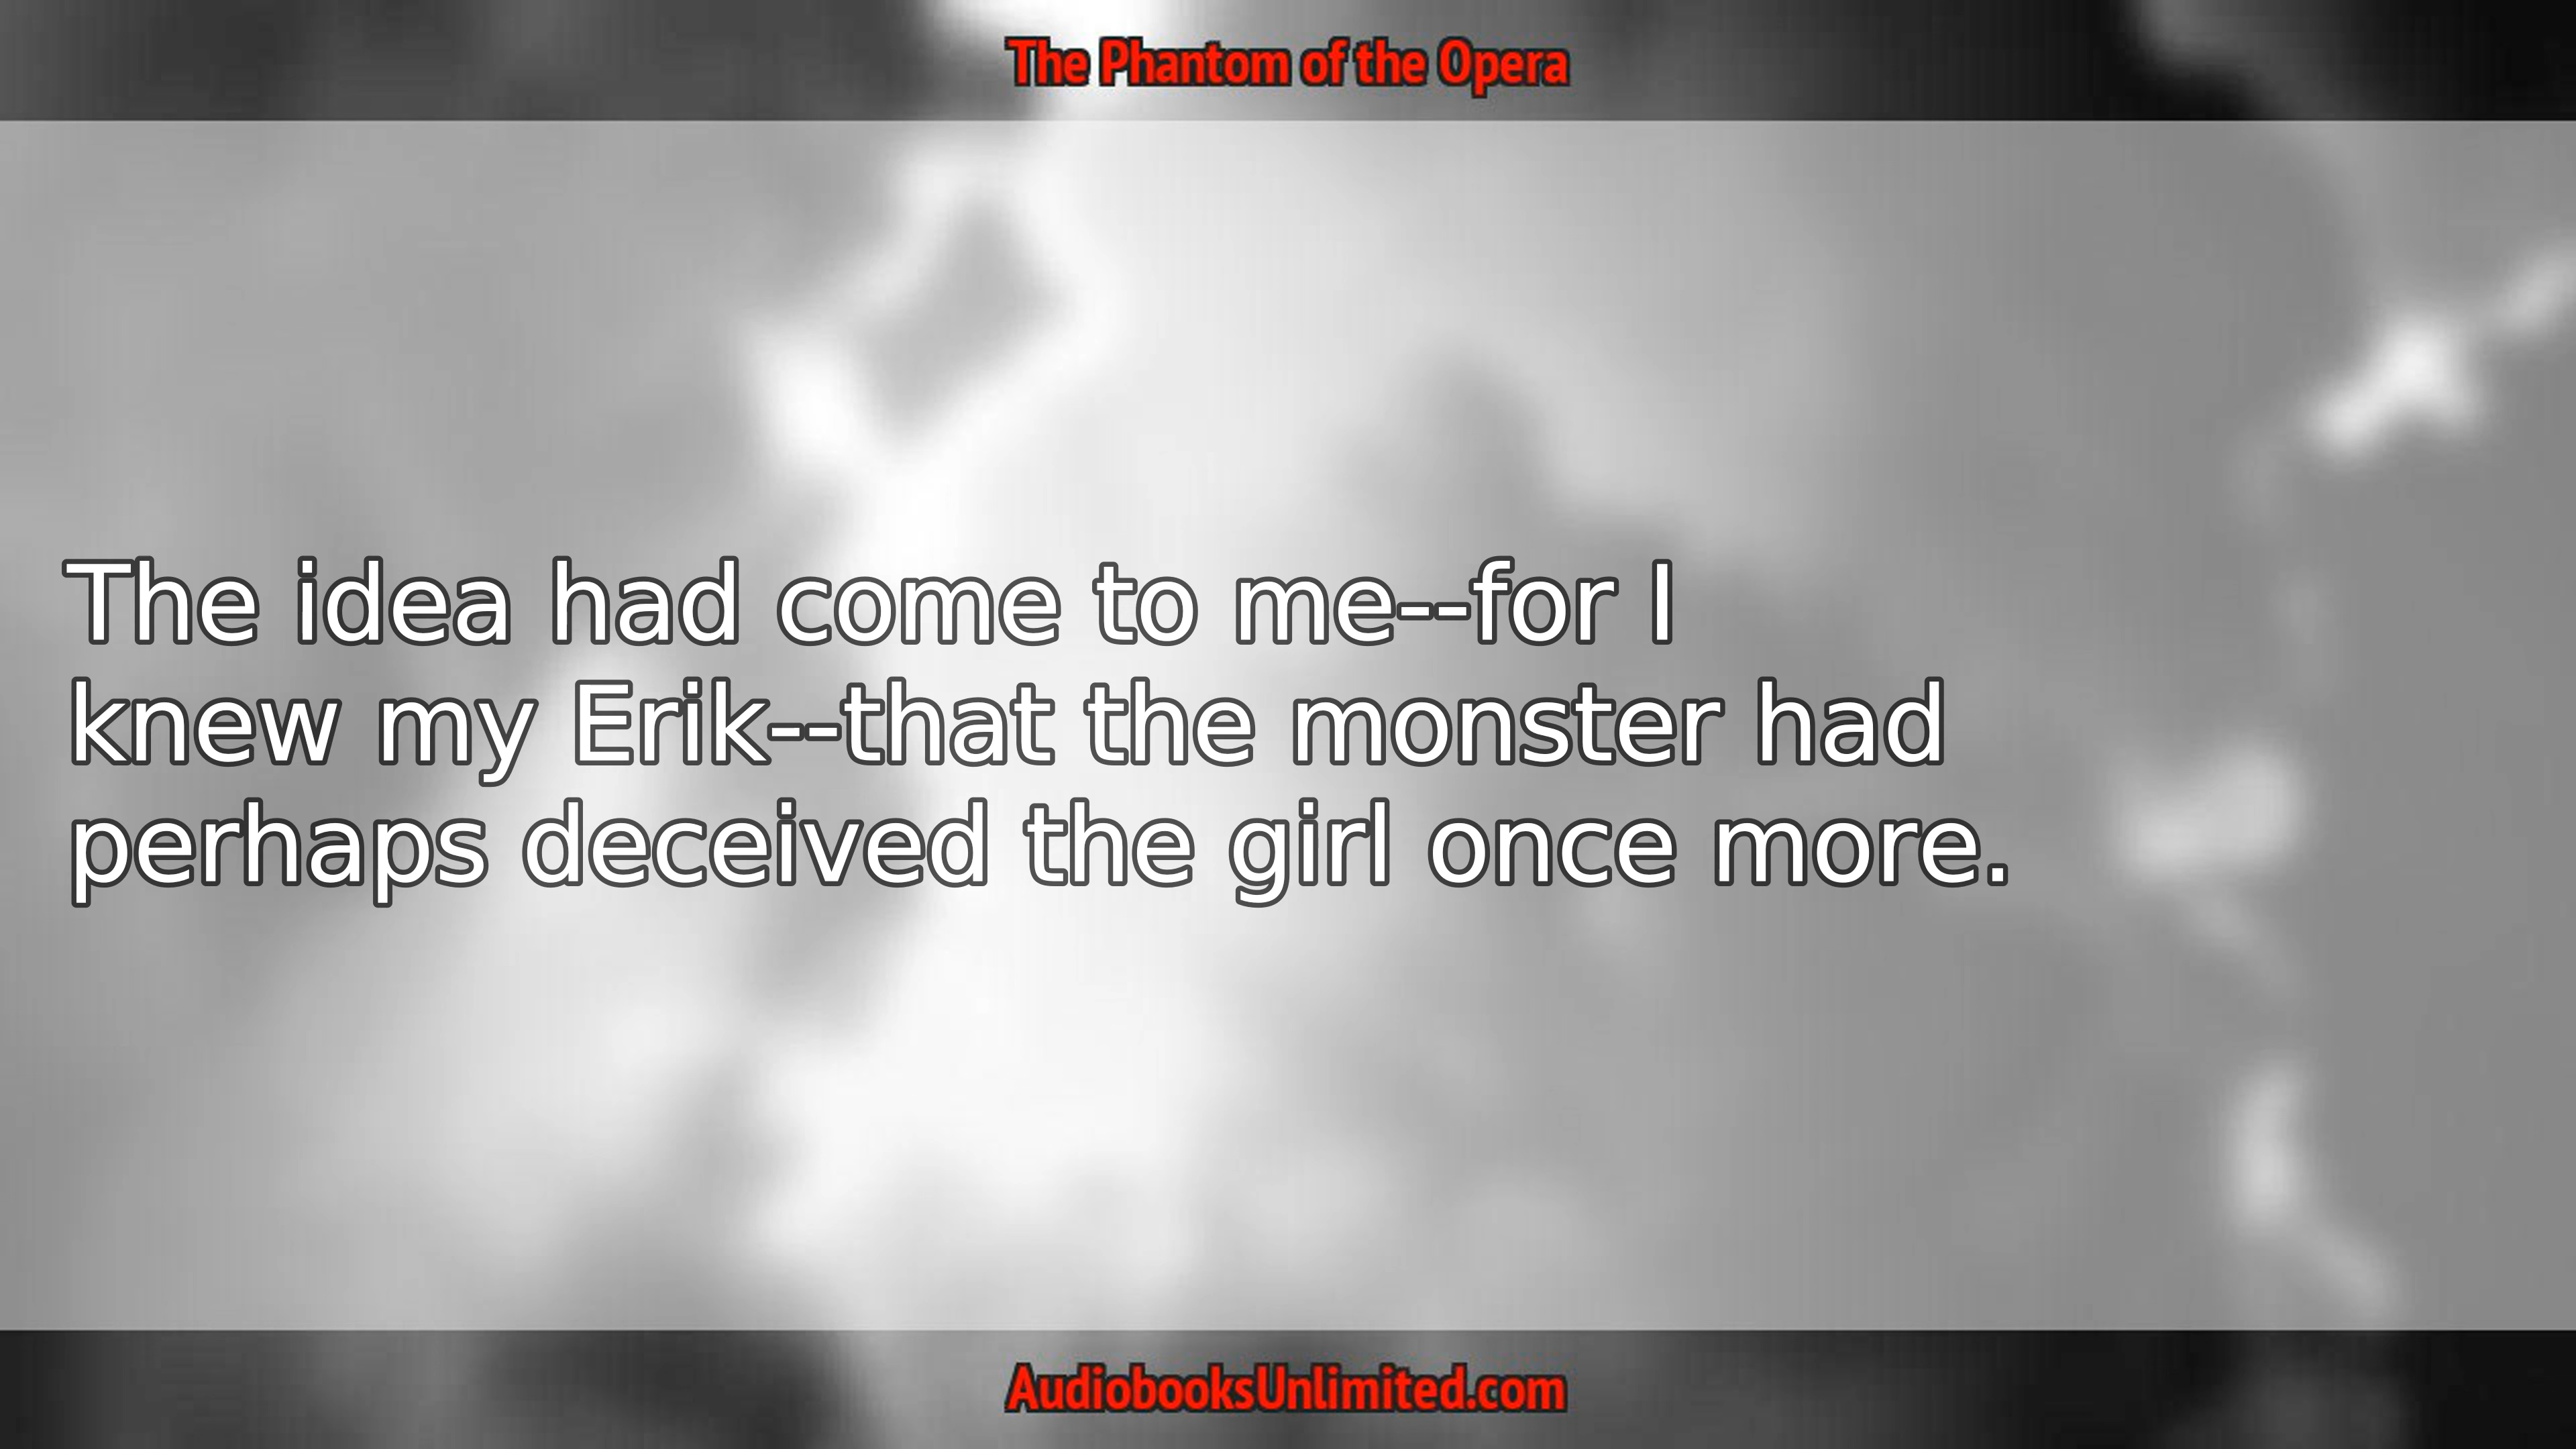 The Phantom of the Opera
The idea had come to me--for I
knew my Erik--that the monster had
perhaps deceived the girl once more.
AudiobooksUnlimited.com